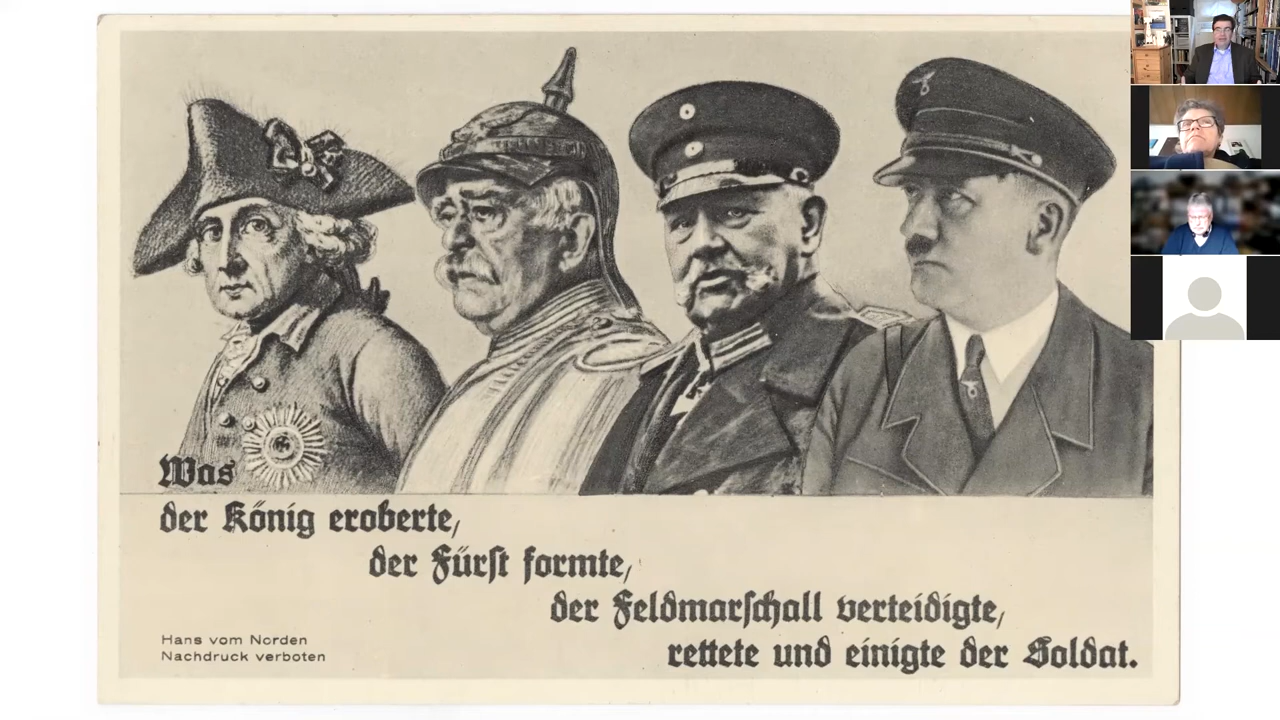 Was
der König eroberte,
der Fürst formte,
der Feldmarschall verteidigte,
rettete und einigte der Soldat.
Hans vom Norden
Nachdruck verboten